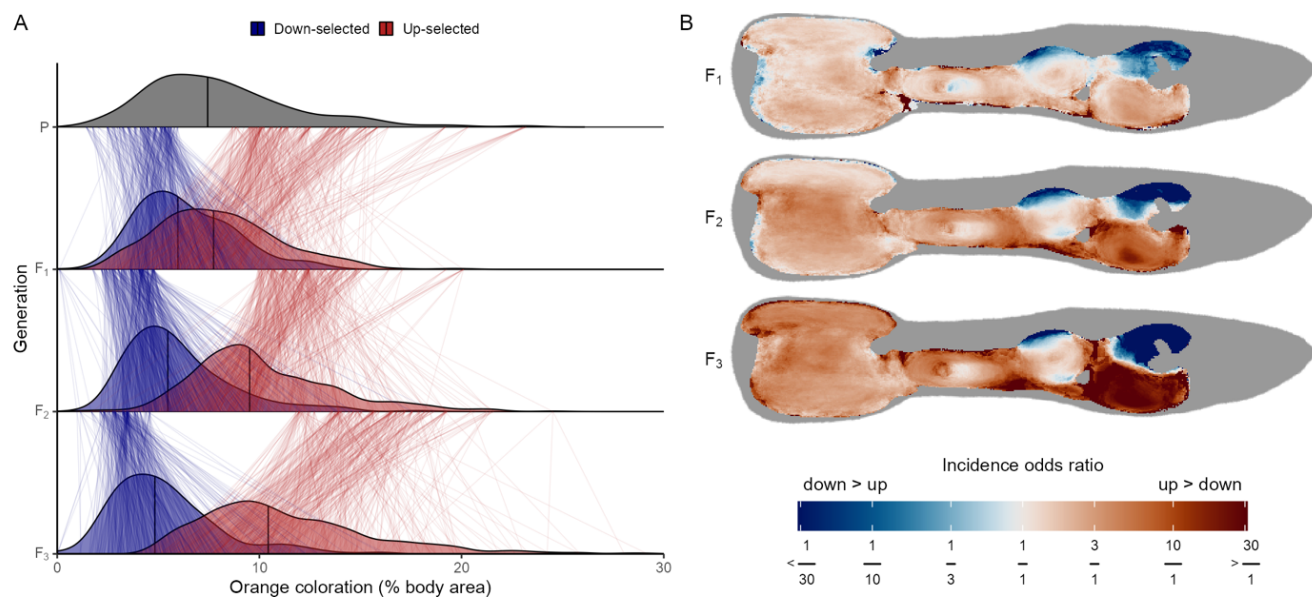 A
Down-selected Up-selected
Generation
P
F1
F2
F3
0 10 20 30
Orange coloration (% body area)
B
F1
F2
F3
Incidence odds ratio
down > up up > down
1 1 1 1 3 10 30
< >
30 10 3 1 1 1 1